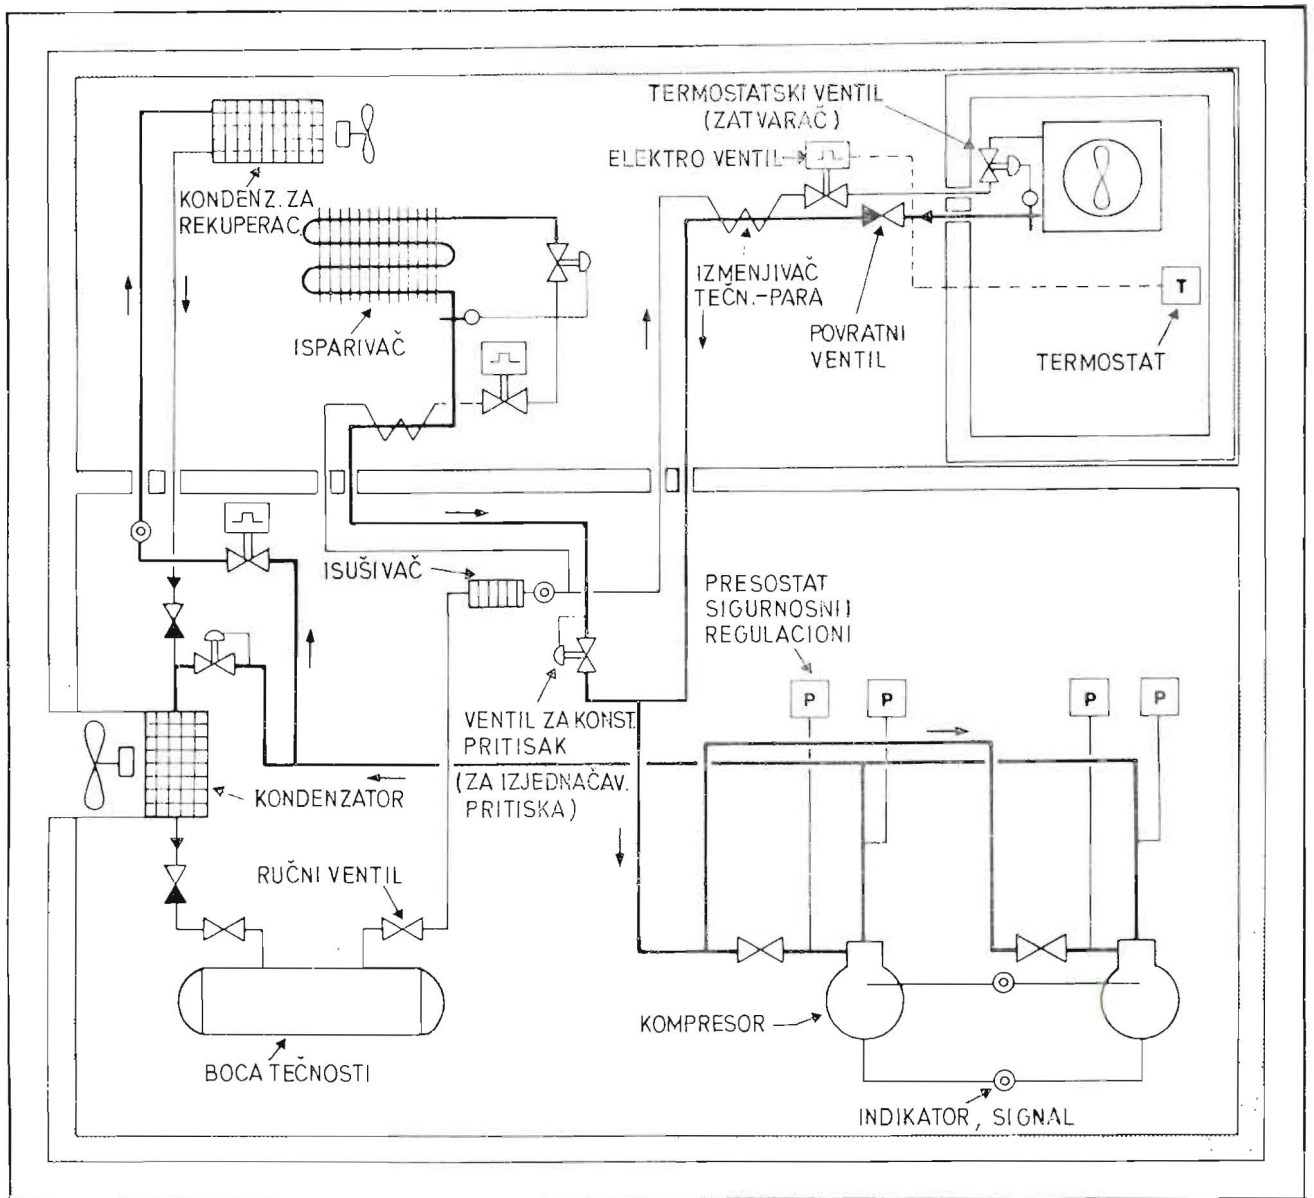 TERMOSTATSKI VENTIL
(ZATVARAČ)
ELEKTRO VENTIL
KONDENZ. ZA
REKUPERAC.
IZMENJIVAČ
TEČN.-PARA
T
ISPARIVAČ
POVRATNI
VENTIL
TERMOSTAT
ISUŠIVAČ
PRESOSTAT
SIGURNOSNI I
REGULACIONI
P
P
P
P
VENTIL ZA KONST.
PRITISAK
(ZA IZJEDNAČAV.
PRITISKA)
KONDENZATOR
RUČNI VENTIL
KOMPRESOR
BOCA TEČNOSTI
INDIKATOR, SIGNAL